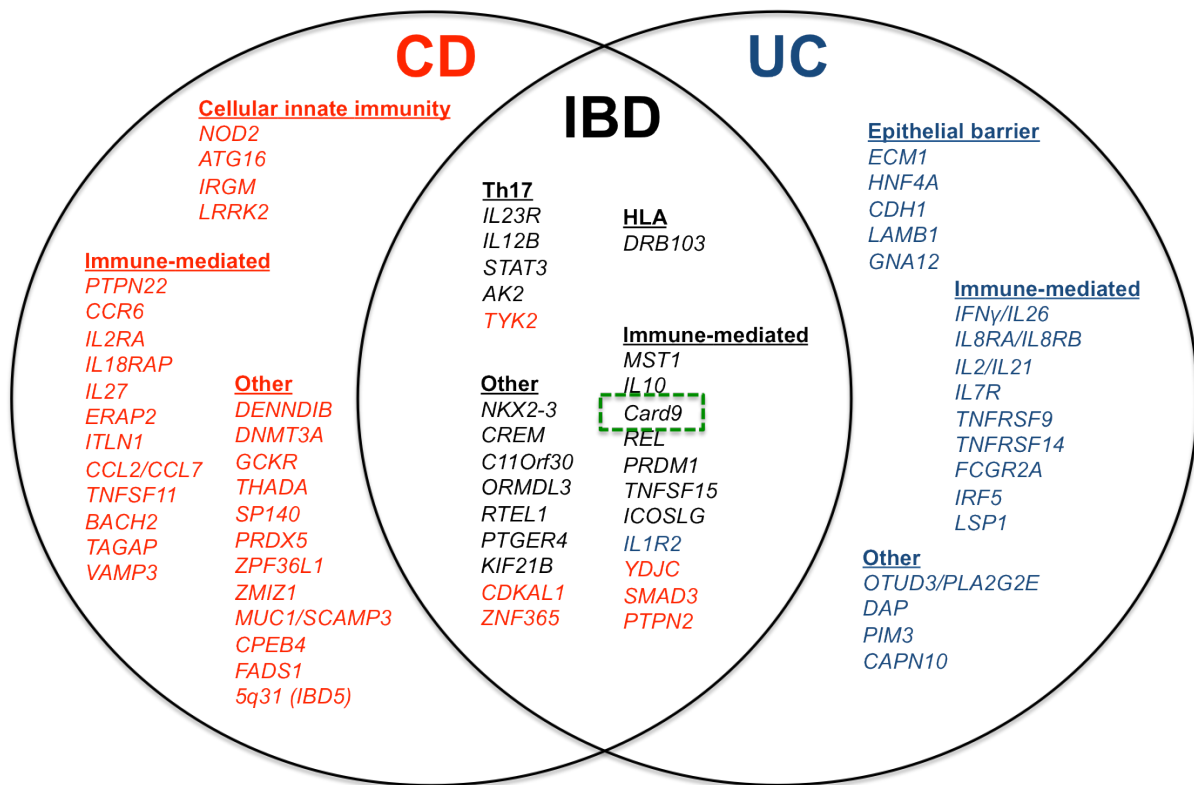 CD
UC
IBD
Cellular innate immunity
NOD2
ATG16
IRGM
LRRK2
Immune-mediated
PTPN22
CCR6
IL2RA
IL18RAP
IL27
ERAP2
ITLN1
CCL2/CCL7
TNFSF11
BACH2
TAGAP
VAMP3
Other
DENNDIB
DNMT3A
GCKR
THADA
SP140
PRDX5
ZPF36L1
ZMIZ1
MUC1/SCAMP3
CPEB4
FADS1
5q31 (IBD5)
Th17
IL23R
IL12B
STAT3
AK2
TYK2
Other
NKX2-3
CREM
C11Orf30
ORMDL3
RTEL1
PTGER4
KIF21B
CDKAL1
ZNF365
HLA
DRB103
Immune-mediated
MST1
IL10
Card9
REL
PRDM1
TNFSF15
ICOSLG
IL1R2
YDJC
SMAD3
PTPN2
Epithelial barrier
ECM1
HNF4A
CDH1
LAMB1
GNA12
Immune-mediated
IFNγ/IL26
IL8RA/IL8RB
IL2/IL21
IL7R
TNFRSF9
TNFRSF14
FCGR2A
IRF5
LSP1
Other
OTUD3/PLA2G2E
DAP
PIM3
CAPN10